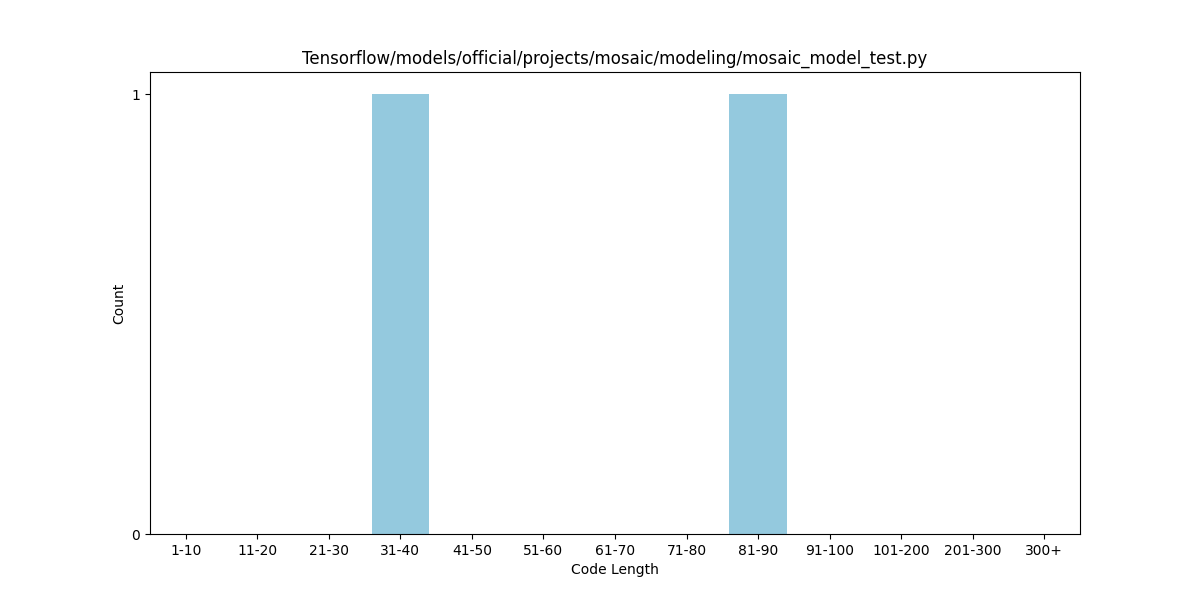 Tensorflow/models/official/projects/mosaic/modeling/mosaic_model_test.py
1
Count
0
1-10 11-20 21-30 31-40 41-50 51-60 61-70 71-80 81-90 91-100 101-200 201-300 300+
Code Length